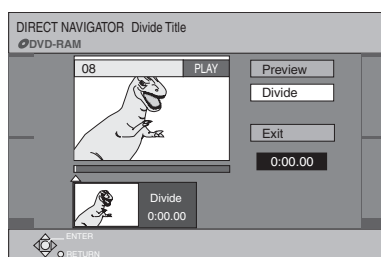 DIRECT NAVIGATOR Divide Title
DVD-RAM
08 PLAY
Preview
Divide
Exit
0:00.00
Divide
0:00.00
ENTER
RETURN